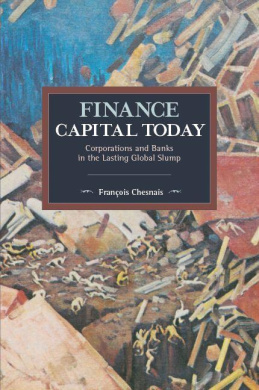 FINANCE
CAPITAL TODAY
Corporations and Banks
in the Lasting Global Slump
François Chesnais